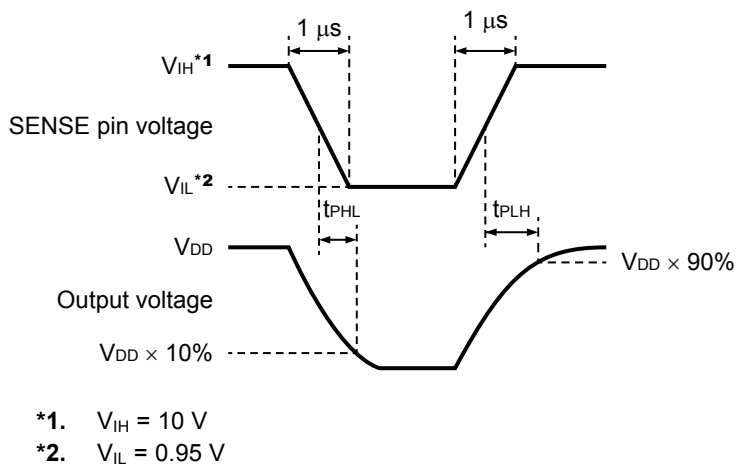 1 μs
1 μs
VIH*1
SENSE pin voltage
VIL*2
tPHL
tPLH
VDD
VDD × 90%
Output voltage
VDD × 10%
*1. VIH = 10 V
*2. VIL = 0.95 V